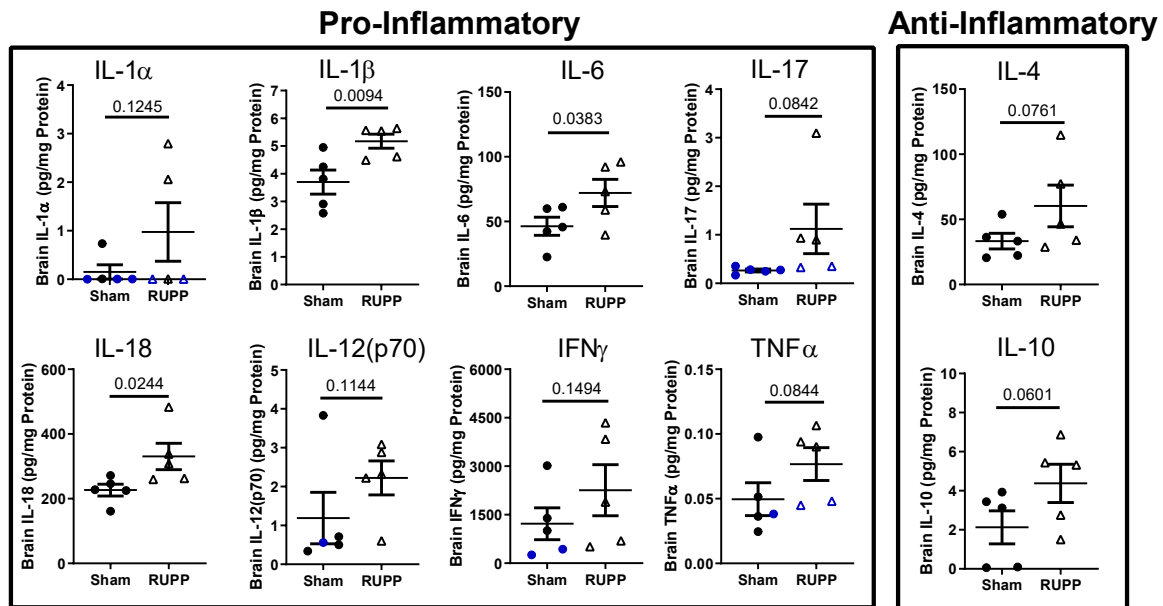 Pro-Inflammatory
Anti-Inflammatory
IL-1α
0.1245
Brain IL-1α (pg/mg Protein)
4
3
2
1
0
Sham RUPP
IL-1β
0.0094
Brain IL-1β (pg/mg Protein)
7
6
5
4
3
2
1
0
Sham RUPP
IL-6
0.0383
Brain IL-6 (pg/mg Protein)
150
100
50
0
Sham RUPP
IL-17
0.0842
Brain IL-17 (pg/mg Protein)
4
3
2
1
0
Sham RUPP
IL-4
0.0761
Brain IL-4 (pg/mg Protein)
150
100
50
0
Sham RUPP
IL-18
0.0244
Brain IL-18 (pg/mg Protein)
600
400
200
0
Sham RUPP
IL-12(p70)
0.1144
Brain IL-12(p70) (pg/mg Protein)
5
4
3
2
1
0
Sham RUPP
IFNγ
0.1494
Brain IFNγ (pg/mg Protein)
6000
4500
3000
1500
0
Sham RUPP
TNFα
0.0844
Brain TNFα (pg/mg Protein)
0.15
0.10
0.05
0.00
Sham RUPP
IL-10
0.0601
Brain IL-10 (pg/mg Protein)
8
6
4
2
0
Sham RUPP